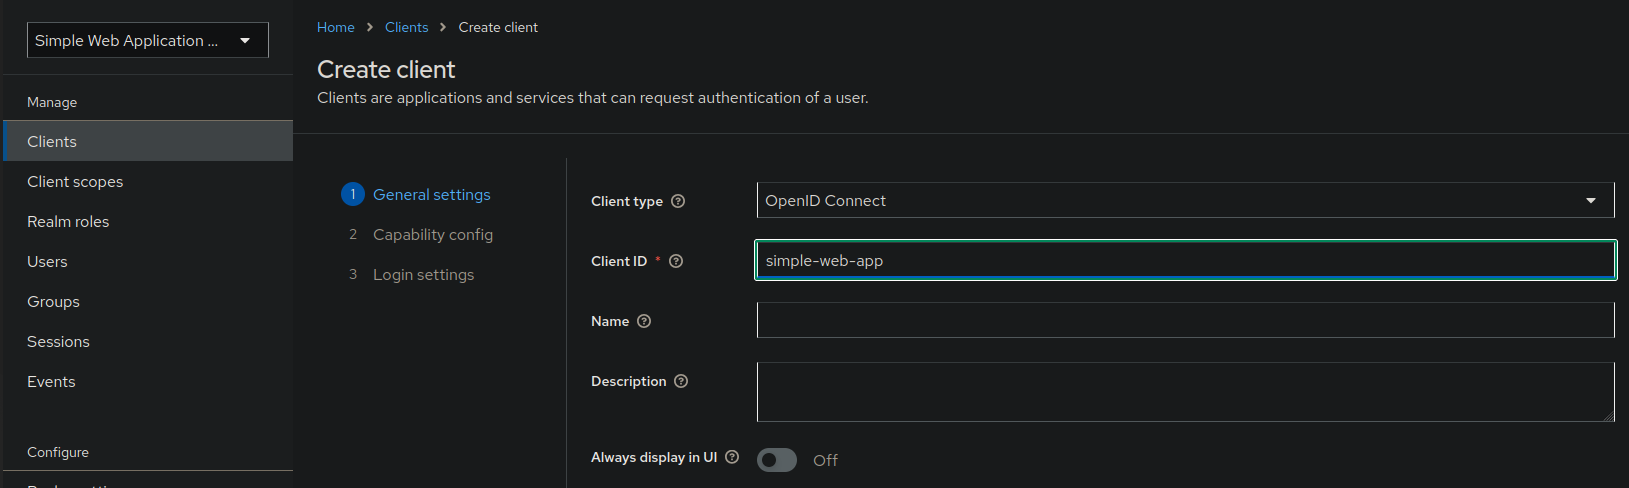 Simple Web Application ...
Manage
Clients
Client scopes
Realm roles
Users
Groups
Sessions
Events
Configure
Home > Clients > Create client
Create client
Clients are applications and services that can request authentication of a user.
1 General settings
2 Capability config
3 Login settings
Client type
OpenID Connect
Client ID *
simple-web-app
Name
Description
Always display in UI
Off